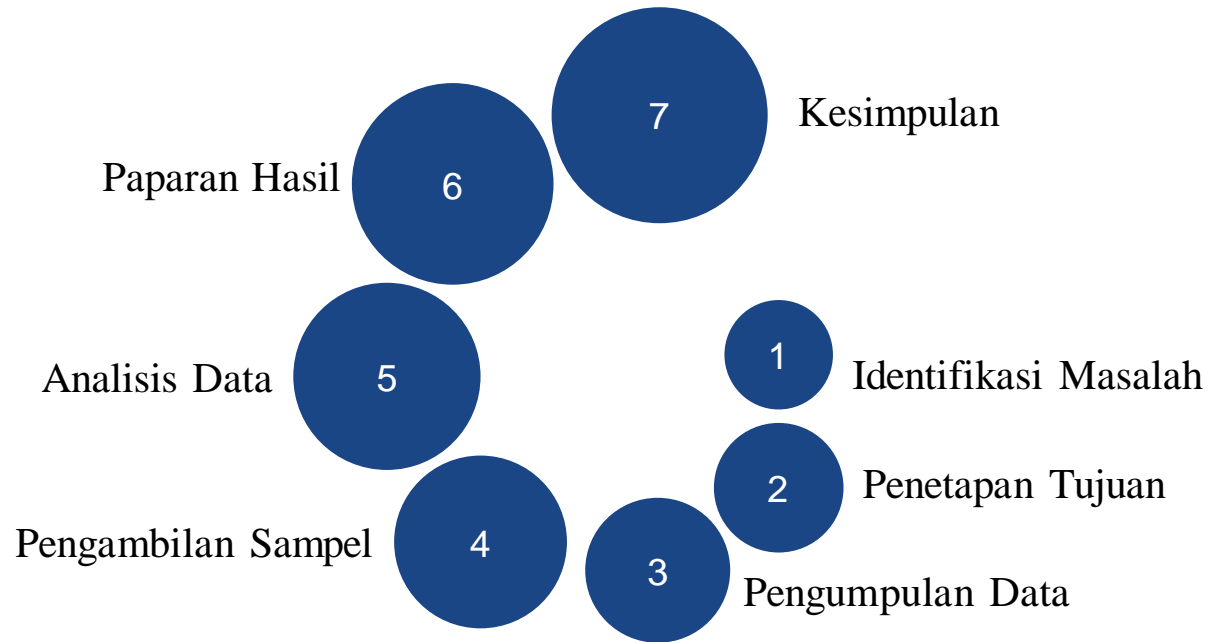 7 Kesimpulan
Paparan Hasil 6
Analisis Data 5
1 Identifikasi Masalah
2 Penetapan Tujuan
Pengambilan Sampel 4
3 Pengumpulan Data